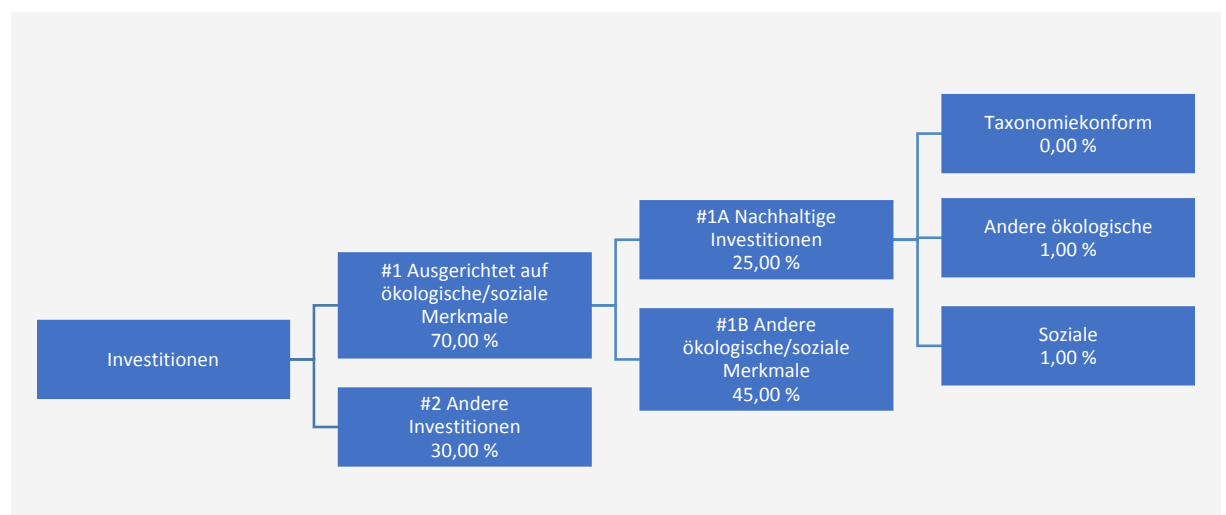 Investitionen
#1 Ausgerichtet auf
ökologische/soziale
Merkmale
70,00 %
#2 Andere
Investitionen
30,00 %
#1A Nachhaltige
Investitionen
25,00 %
#1B Andere
ökologische/soziale
Merkmale
45,00 %
Taxonomiekonform
0,00 %
Andere ökologische
1,00 %
Soziale
1,00 %